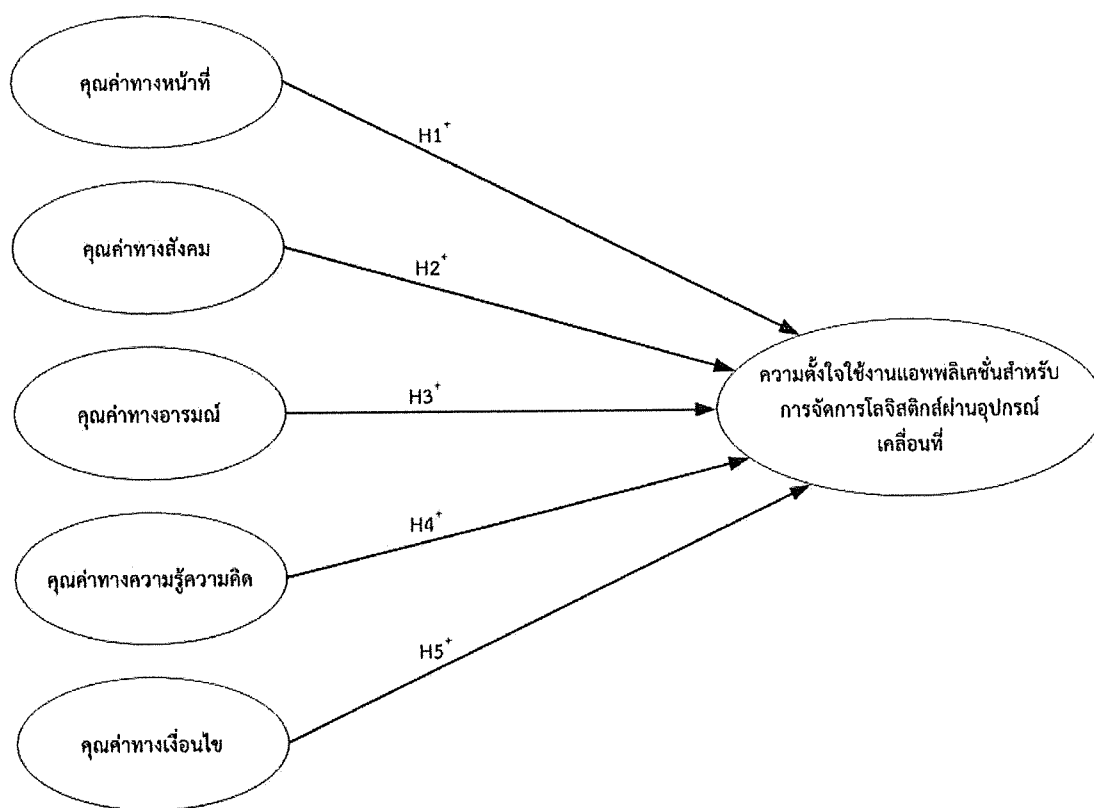 คุณค่าทางหน้าที่
H1+
คุณค่าทางสังคม
H2+
คุณค่าทางอารมณ์
H3+
ความตั้งใจใช้งานแอพพลิเคชั่นสำหรับ
การจัดการโลจิสติกส์ผ่านอุปกรณ์
เคลื่อนที่
H4+
คุณค่าทางความรู้ความคิด
H5+
คุณค่าทางเงื่อนไข